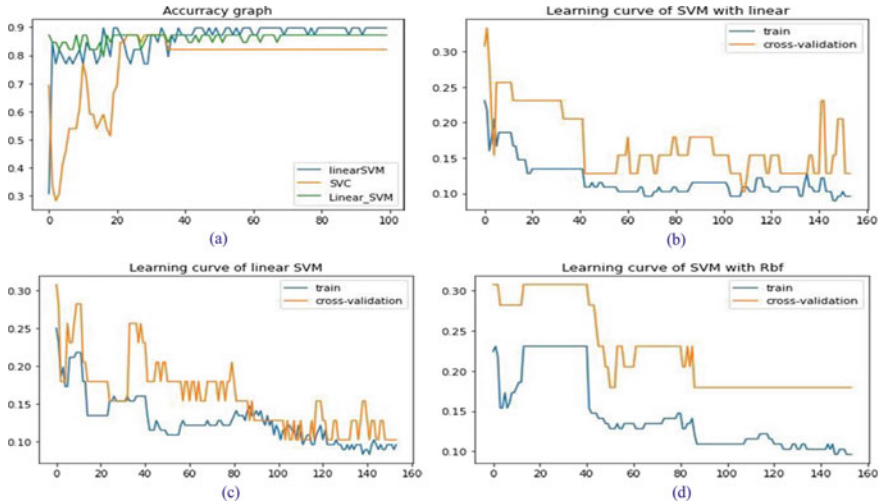 Accurracy graph
0.9
0.8
0.7
0.6
0.5
0.4
0.3
linearSVM
SVC
Linear_SVM
0 20 40 60 80 100
(a)
Learning curve of SVM with linear
train
cross-validation
0.30
0.25
0.20
0.15
0.10
0 20 40 60 80 100 120 140 160
(b)
Learning curve of linear SVM
train
cross-validation
0.30
0.25
0.20
0.15
0.10
0 20 40 60 80 100 120 140 160
(c)
Learning curve of SVM with Rbf
train
cross-validation
0.30
0.25
0.20
0.15
0.10
0 20 40 60 80 100 120 140 160
(d)